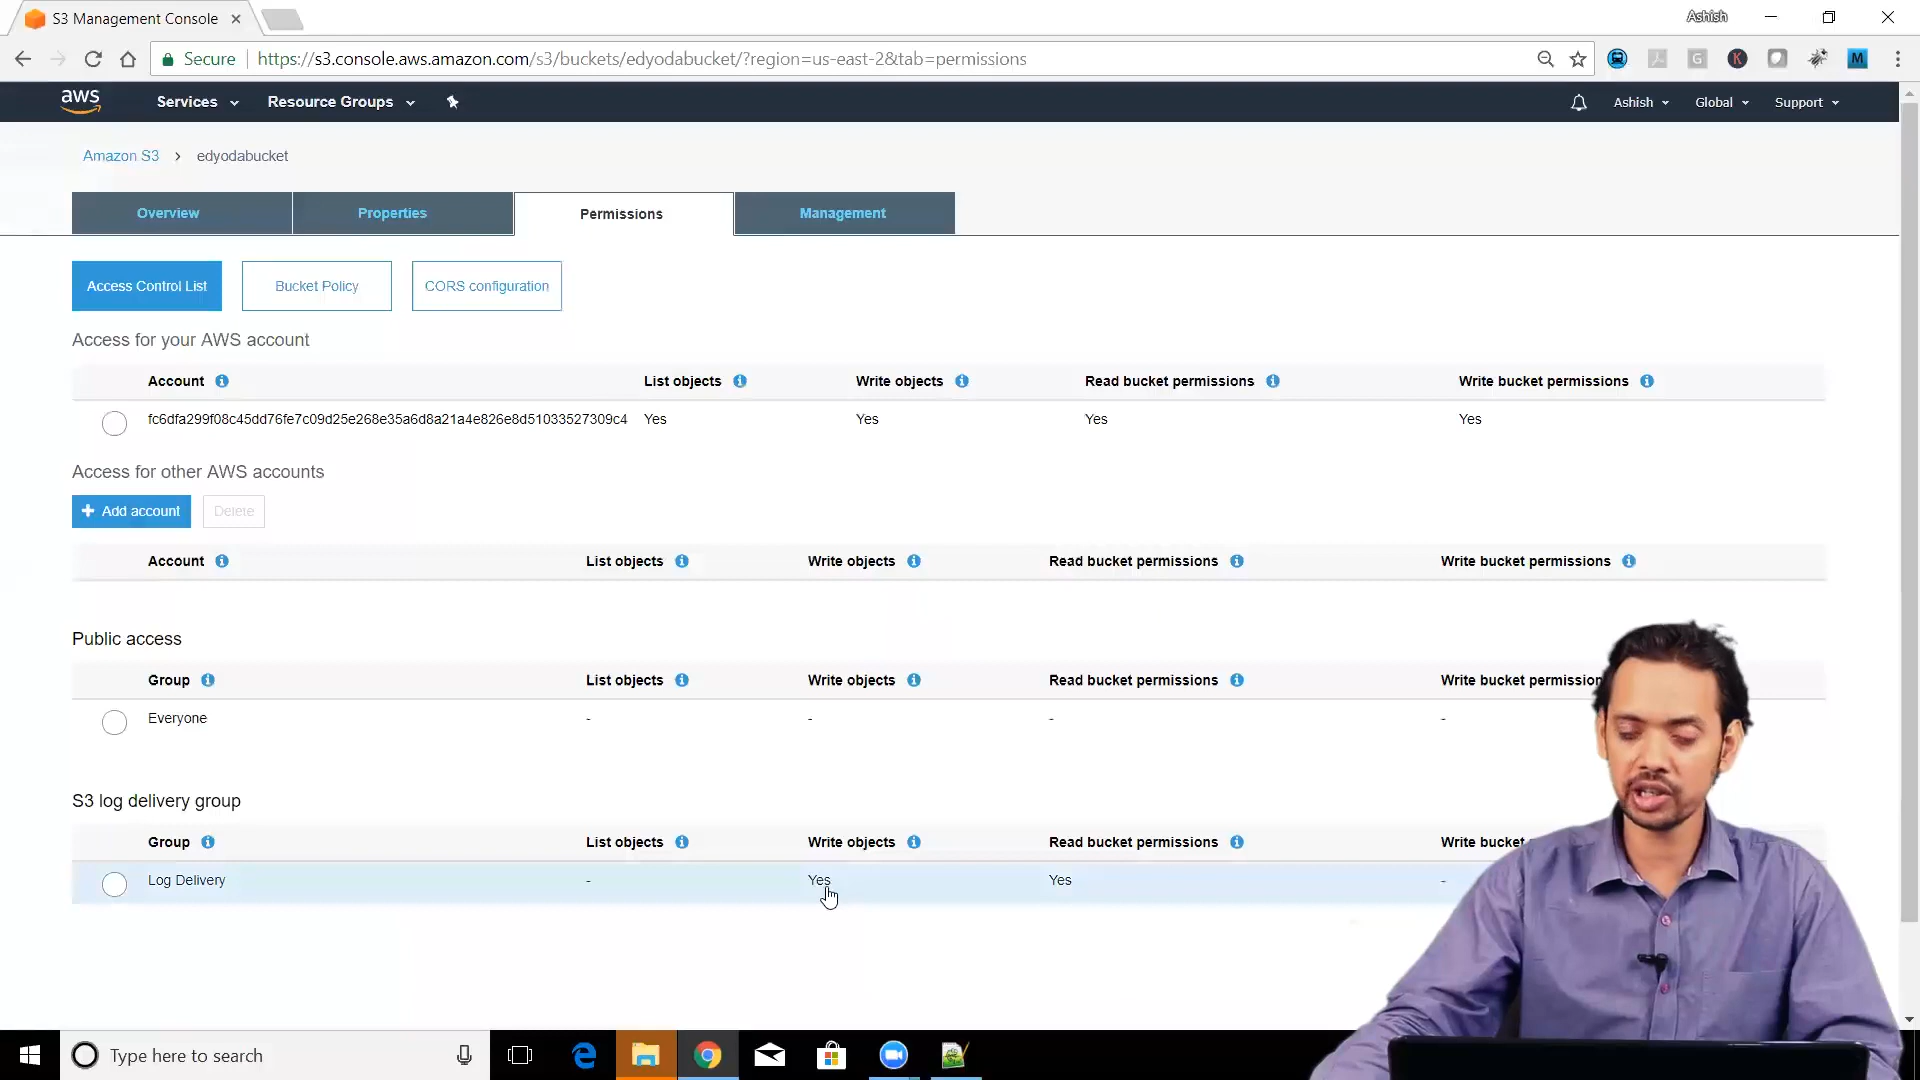 S3 Management Console
Ashish
Secure https://s3.console.aws.amazon.com/s3/buckets/edyodabucket/?region=us-east-2&tab=permissions
aws Services Resource Groups Ashish Global Support
Amazon S3 > edyodabucket
Overview Properties Permissions Management
Access Control List Bucket Policy CORS configuration
Access for your AWS account
Account List objects Write objects Read bucket permissions Write bucket permissions
fc6dfa299f08c45dd76fe7c09d25e268e35a6d8a21a4e826e8d51033527309c4 Yes Yes Yes Yes
Access for other AWS accounts
+ Add account Delete
Account List objects Write objects Read bucket permissions Write bucket permissions
Public access
Group List objects Write objects Read bucket permissions Write bucket permission
Everyone - - - -
S3 log delivery group
Group List objects Write objects Read bucket permissions Write bucket
Log Delivery - Yes Yes -
Type here to search